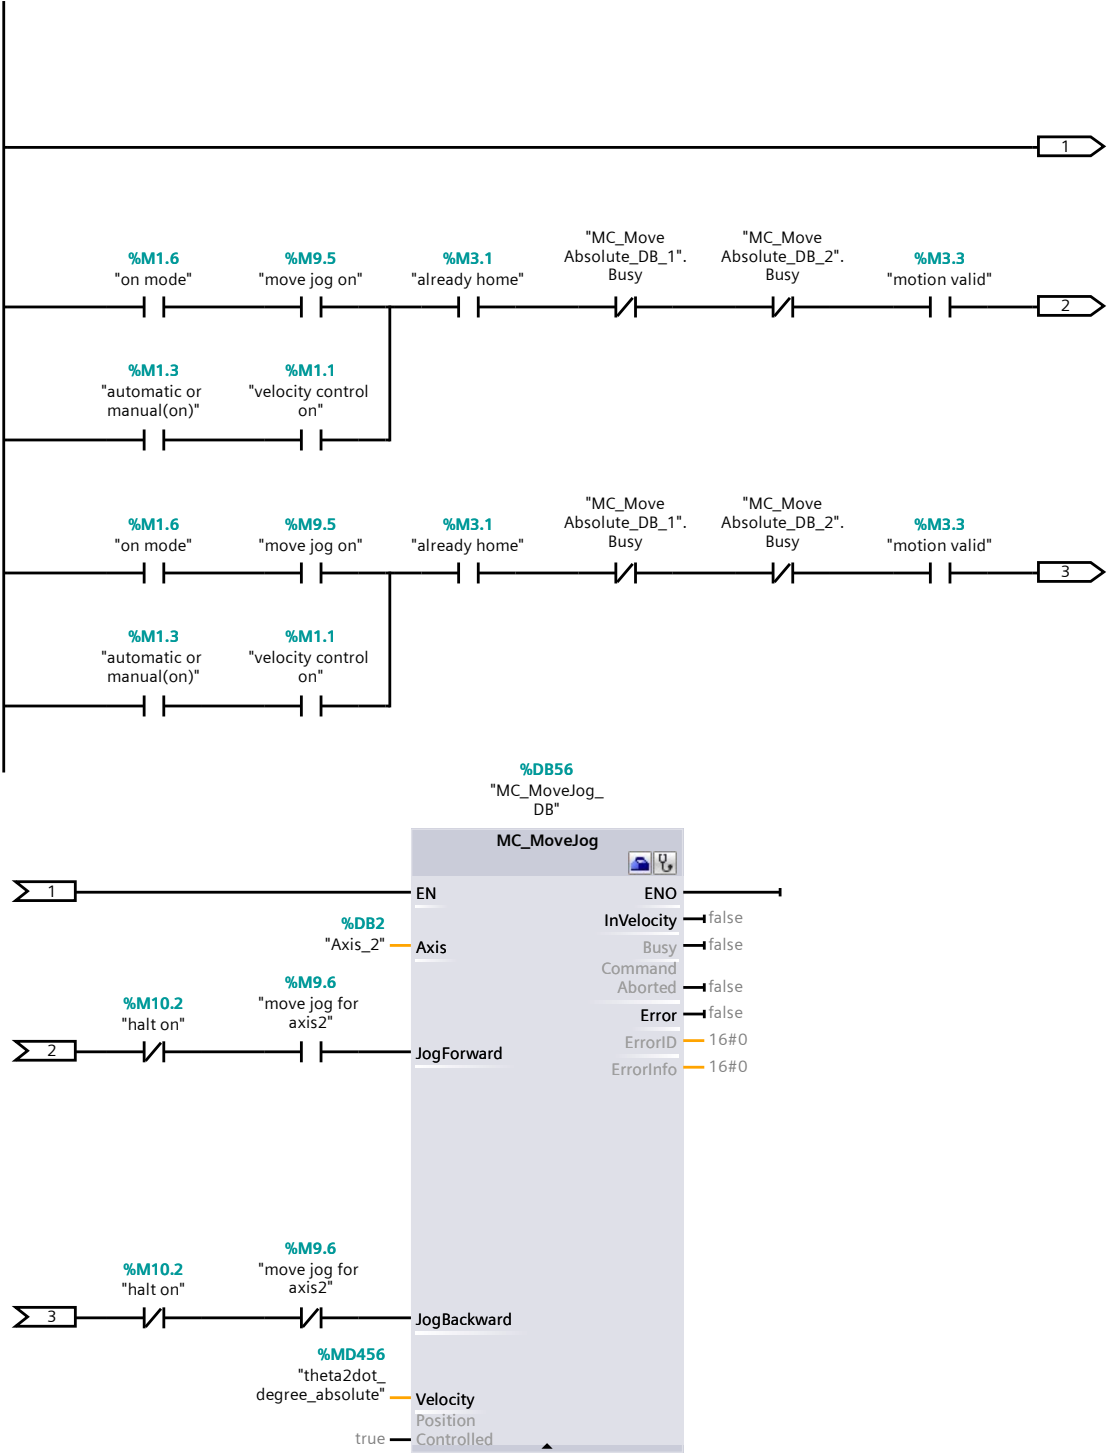 1
"MC_Move
Absolute_DB_1".
Busy
"MC_Move
Absolute_DB_2".
Busy
%M1.6
"on mode"
%M9.5
"move jog on"
%M3.1
"already home"
%M3.3
"motion valid"
2
%M1.3
"automatic or
manual(on)"
%M1.1
"velocity control
on"
"MC_Move
Absolute_DB_1".
Busy
"MC_Move
Absolute_DB_2".
Busy
%M1.6
"on mode"
%M9.5
"move jog on"
%M3.1
"already home"
%M3.3
"motion valid"
3
%M1.3
"automatic or
manual(on)"
%M1.1
"velocity control
on"
%DB56
"MC_MoveJog_
DB"
MC_MoveJog
1
EN
ENO
InVelocity
false
%DB2
"Axis_2"
Axis
Busy
false
Command
Aborted
false
Error
false
ErrorID
16#0
ErrorInfo
16#0
%M10.2
"halt on"
%M9.6
"move jog for
axis2"
2
JogForward
%M10.2
"halt on"
%M9.6
"move jog for
axis2"
3
JogBackward
%MD456
"theta2dot_
degree_absolute"
Velocity
Position
Controlled
true